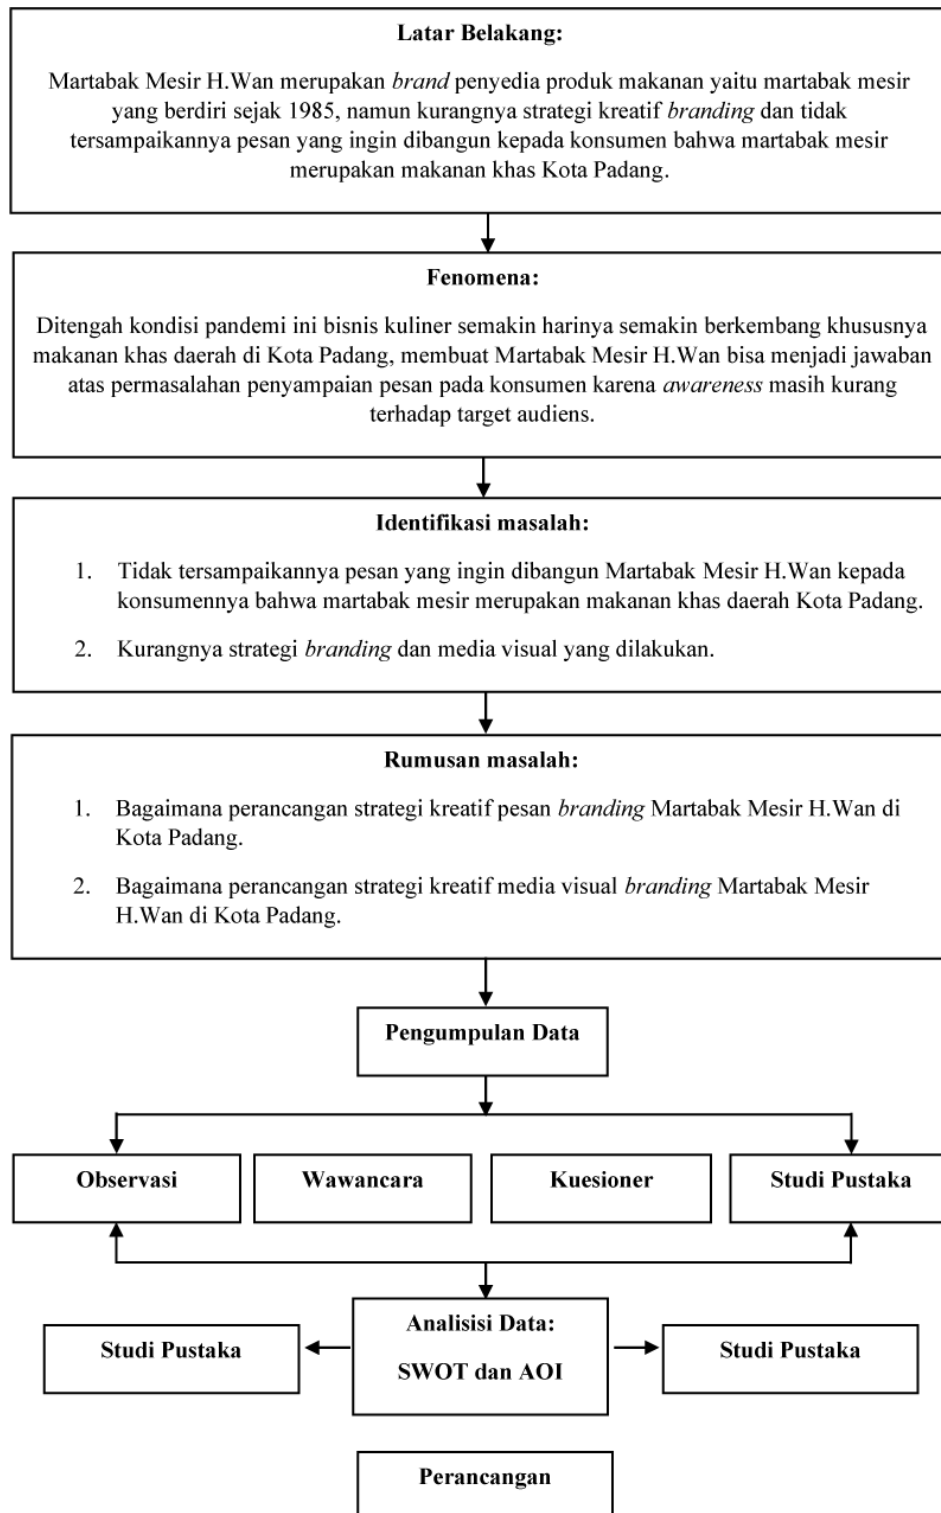 Latar Belakang:
Martabak Mesir H.Wan merupakan brand penyedia produk makanan yaitu martabak mesir
yang berdiri sejak 1985, namun kurangnya strategi kreatif branding dan tidak
tersampaikannya pesan yang ingin dibangun kepada konsumen bahwa martabak mesir
merupakan makanan khas Kota Padang.
Fenomena:
Ditengah kondisi pandemi ini bisnis kuliner semakin harinya semakin berkembang khususnya
makanan khas daerah di Kota Padang, membuat Martabak Mesir H.Wan bisa menjadi jawaban
atas permasalahan penyampaian pesan pada konsumen karena awareness masih kurang
terhadap target audiens.
Identifikasi masalah:
1. Tidak tersampaikannya pesan yang ingin dibangun Martabak Mesir H.Wan kepada
konsumennya bahwa martabak mesir merupakan makanan khas daerah Kota Padang.
2. Kurangnya strategi branding dan media visual yang dilakukan.
Rumusan masalah:
1. Bagaimana perancangan strategi kreatif pesan branding Martabak Mesir H.Wan di
Kota Padang.
2. Bagaimana perancangan strategi kreatif media visual branding Martabak Mesir
H.Wan di Kota Padang.
Pengumpulan Data
Observasi
Wawancara
Kuesioner
Studi Pustaka
Analisisi Data:
SWOT dan AOI
Studi Pustaka
Studi Pustaka
Perancangan